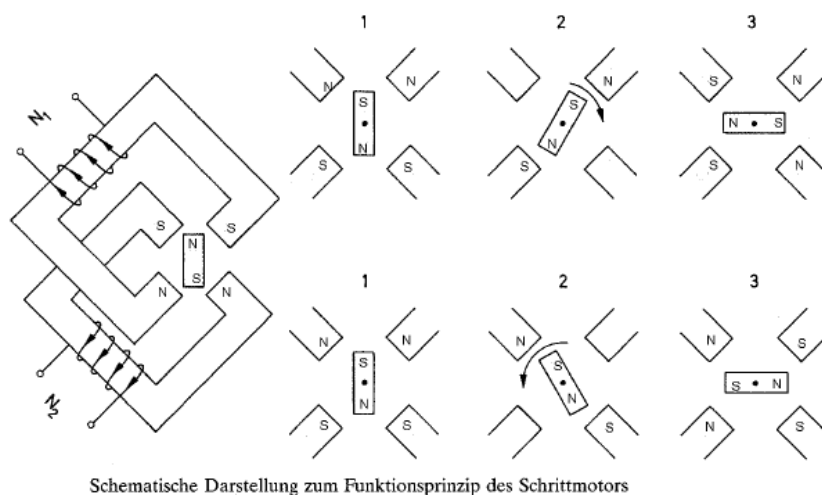 1 2 3
N₁
N N N S N
S S N S
S S N
N
S S S S N
N
S
N N
1 2 3
N N N N S
S S S N
N N
S S S N S
N₂
Schematische Darstellung zum Funktionsprinzip des Schrittmotors